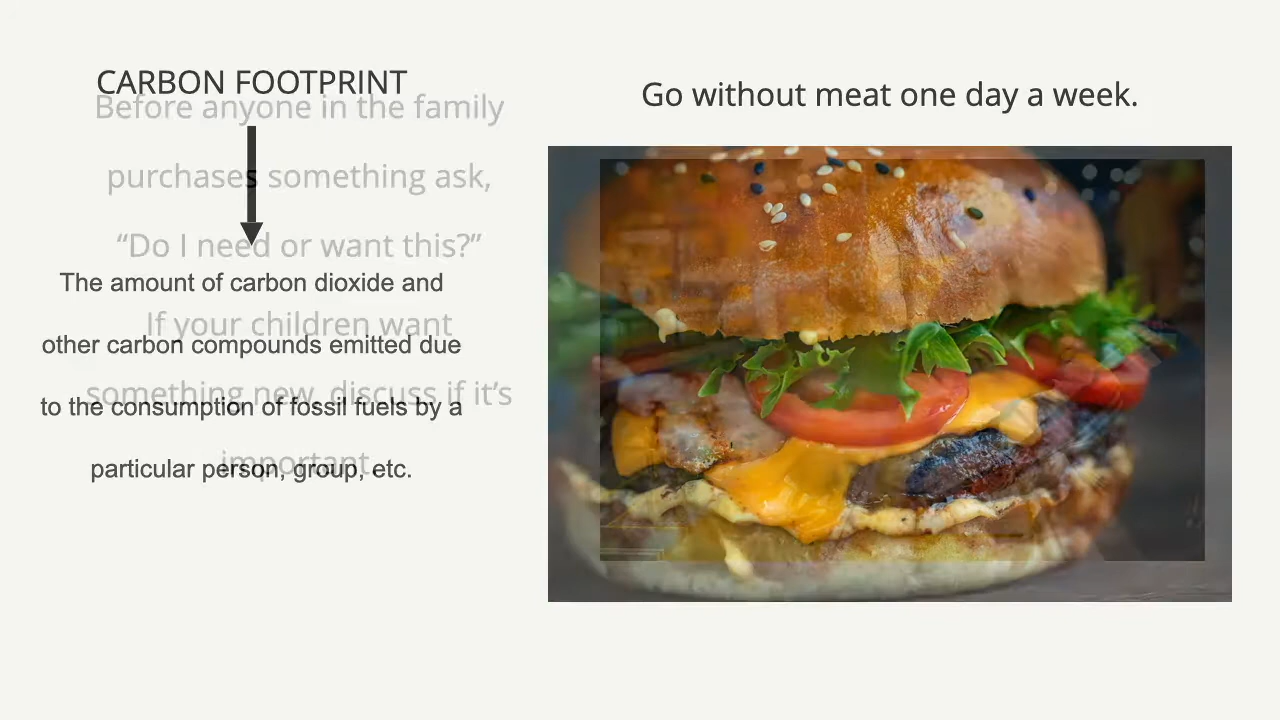 CARBON FOOTPRINT
The amount of carbon dioxide and
other carbon compounds emitted due
to the consumption of fossil fuels by a
particular person, group, etc.
Before anyone in the family
purchases something ask,
“Do I need or want this?”
If your children want
something new, discuss if it’s
important.
Go without meat one day a week.